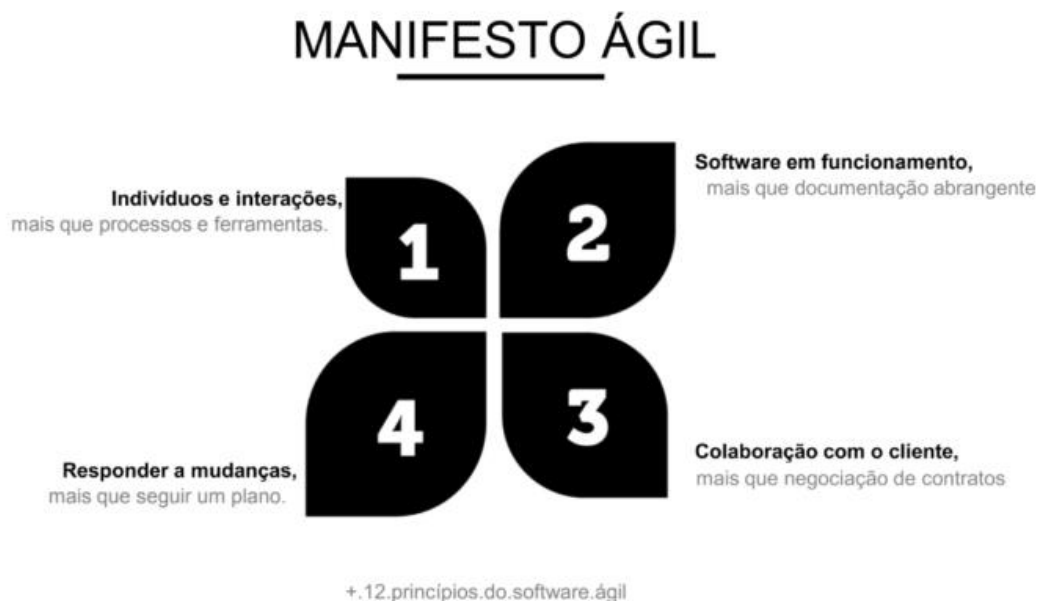 MANIFESTO ÁGIL
Indivíduos e interações,
mais que processos e ferramentas.
1
2
Software em funcionamento,
mais que documentação abrangente
4
3
Responder a mudanças,
mais que seguir um plano.
Colaboração com o cliente,
mais que negociação de contratos
+.12.princípios.do.software.ágil